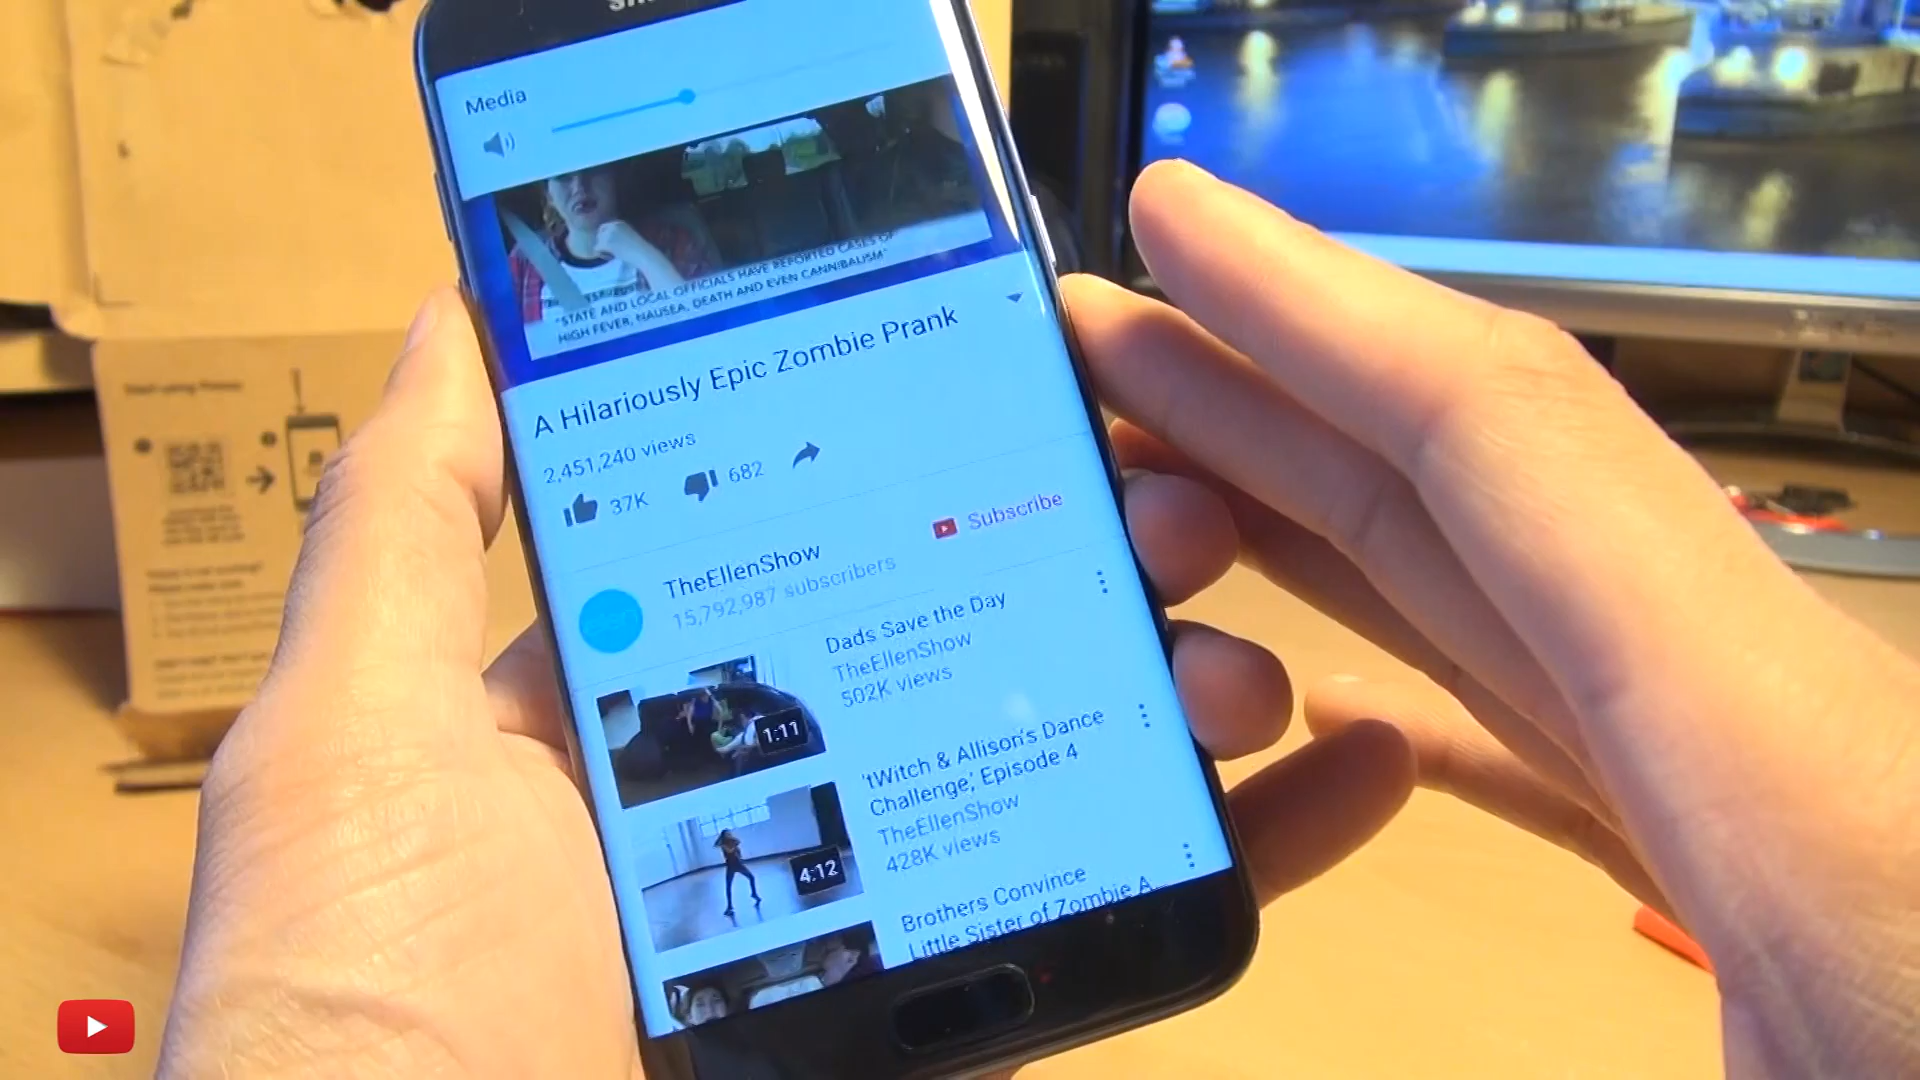 Media
"STATE AND LOCAL OFFICIALS HAVE REPORTED CASES OF
HIGH FEVER, NAUSEA, DEATH AND EVEN CANNIBALISM"
A Hilariously Epic Zombie Prank
2,451,240 views
37K
682
Subscribe
TheEllenShow
15,792,987 subscribers
Dads Save the Day
TheEllenShow
502K views
1:11
'tWitch & Allison's Dance
Challenge,' Episode 4
TheEllenShow
428K views
4:12
Brothers Convince
Little Sister of Zombie A...